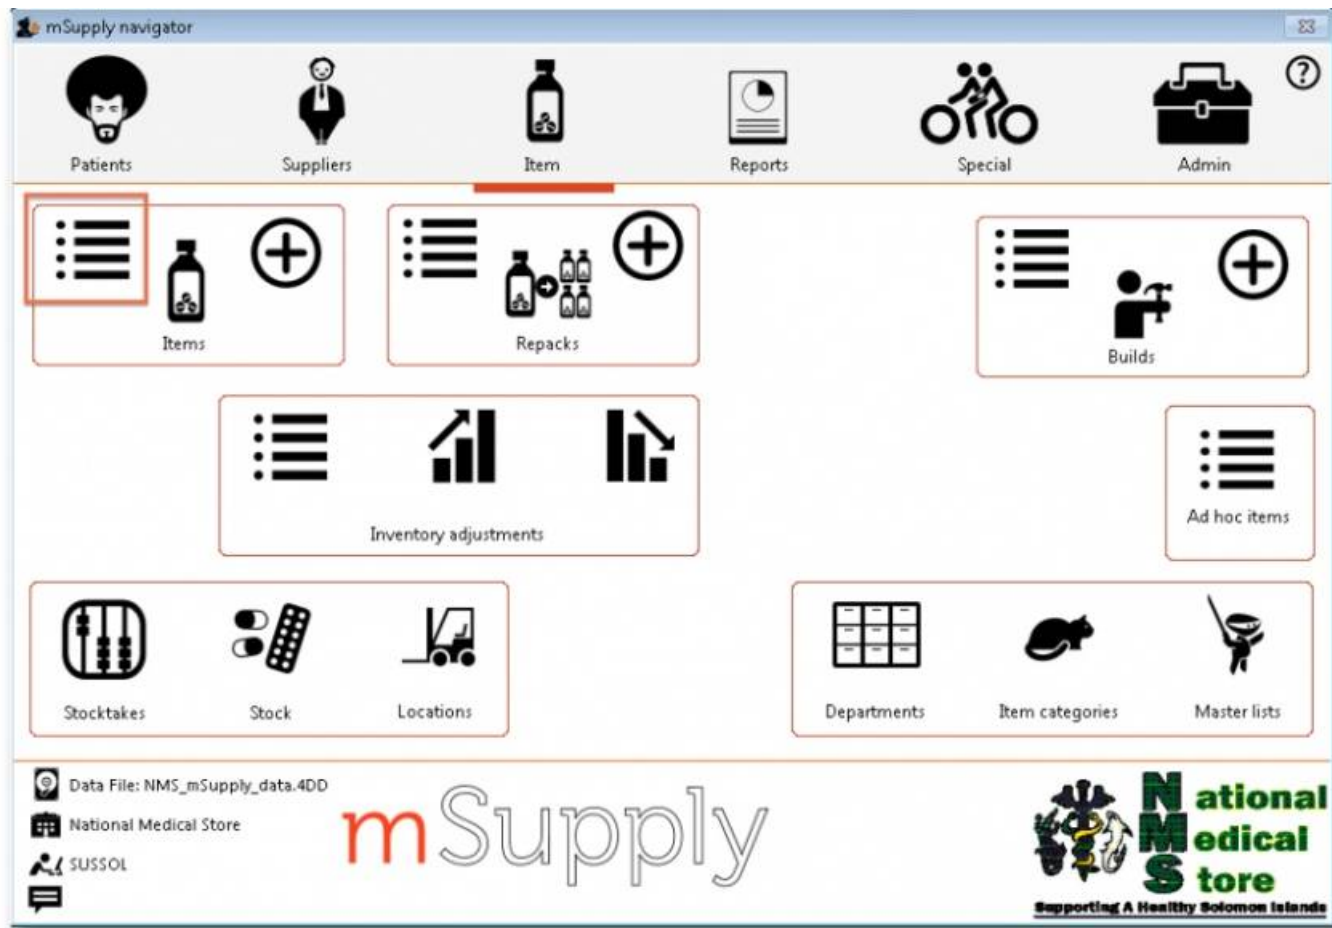 mSupply navigator
Patients
Suppliers
Item
Reports
Special
Admin
?
Items
Repacks
Builds
Inventory adjustments
Ad hoc items
Stocktakes
Stock
Locations
Departments
Item categories
Master lists
Data File: NMS_mSupply_data.4DD
National Medical Store
SUSSOL
mSupply
National
Medical
Store
Supporting A Healthy Solomon Islands